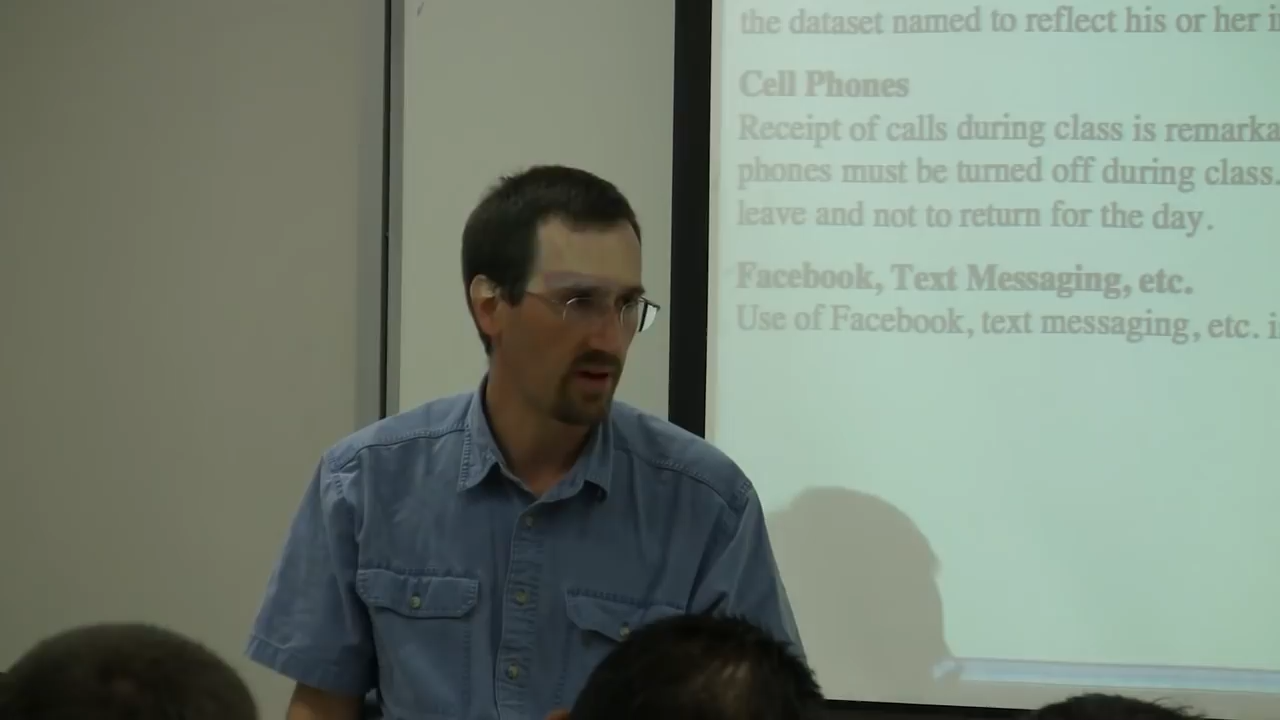 the dataset named to reflect his or her
Cell Phones
Receipt of calls during class is
phones must be turned off during class.
leave and not to return for the day.
Facebook, Text Messaging, etc.
Use of Facebook, text messaging, etc.